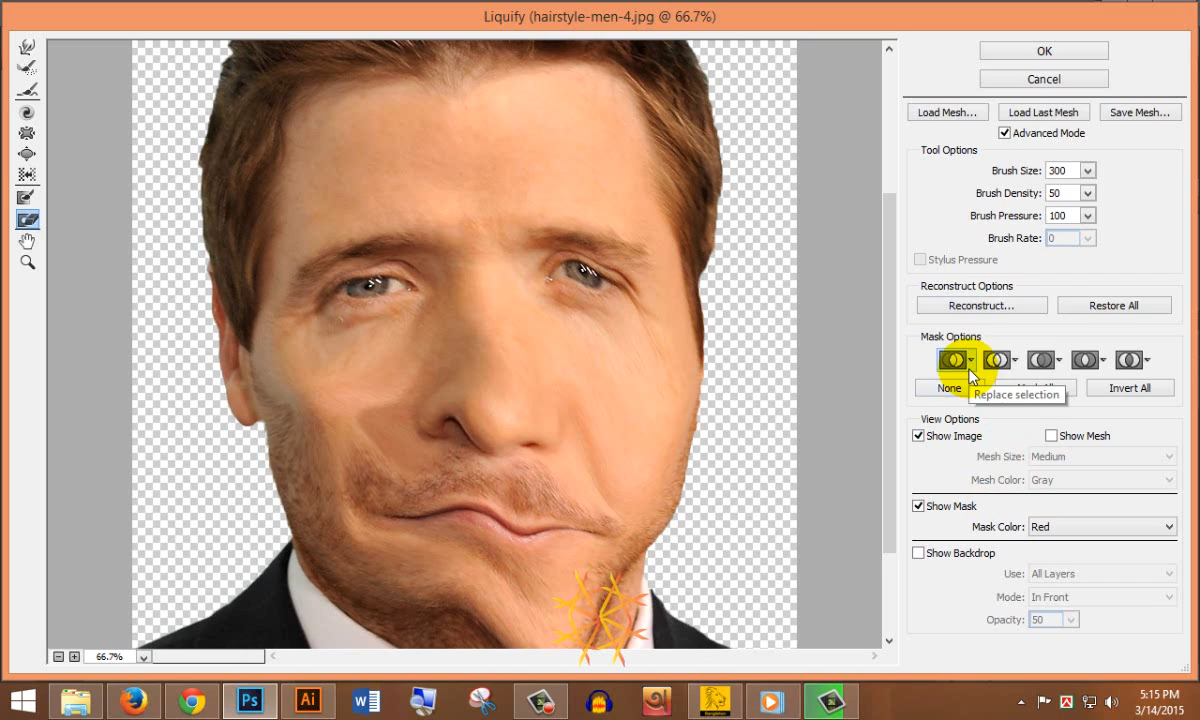 Liquify (hairstyle-men-4.jpg @ 66.7%)
OK
Cancel
Load Mesh... Load Last Mesh Save Mesh...
Advanced Mode
Tool Options
Brush Size: 300
Brush Density: 50
Brush Pressure: 100
Brush Rate: 0
Stylus Pressure
Reconstruct Options
Reconstruct... Restore All
Mask Options
None Invert All
Replace selection
View Options
Show Image Show Mesh
Mesh Size: Medium
Mesh Color: Gray
Show Mask
Mask Color: Red
Show Backdrop
Use: All Layers
Mode: In Front
Opacity: 50
66.7%
Ps Ai W
5:15 PM
3/14/2015